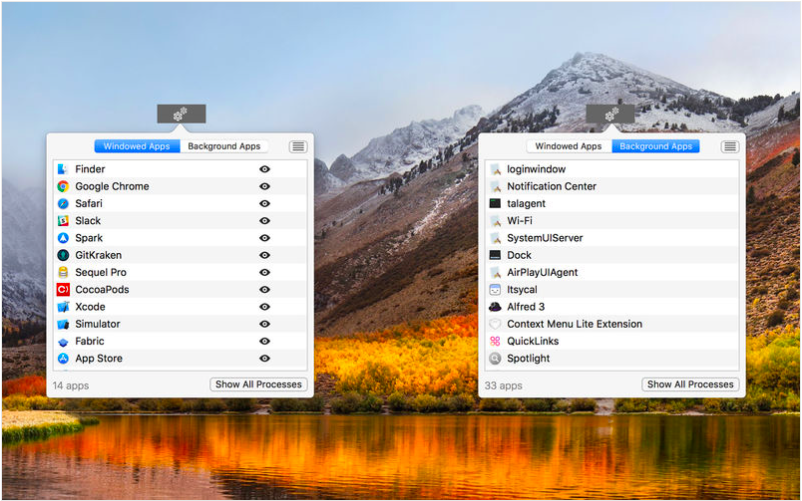 Windowed Apps Background Apps
Finder
Google Chrome
Safari
Slack
Spark
GitKraken
Sequel Pro
CocoaPods
Xcode
Simulator
Fabric
App Store
14 apps Show All Processes
Windowed Apps Background Apps
loginwindow
Notification Center
talagent
Wi-Fi
SystemUIServer
Dock
AirPlayUIAgent
Itsycal
Alfred 3
Context Menu Lite Extension
QuickLinks
Spotlight
33 apps Show All Processes